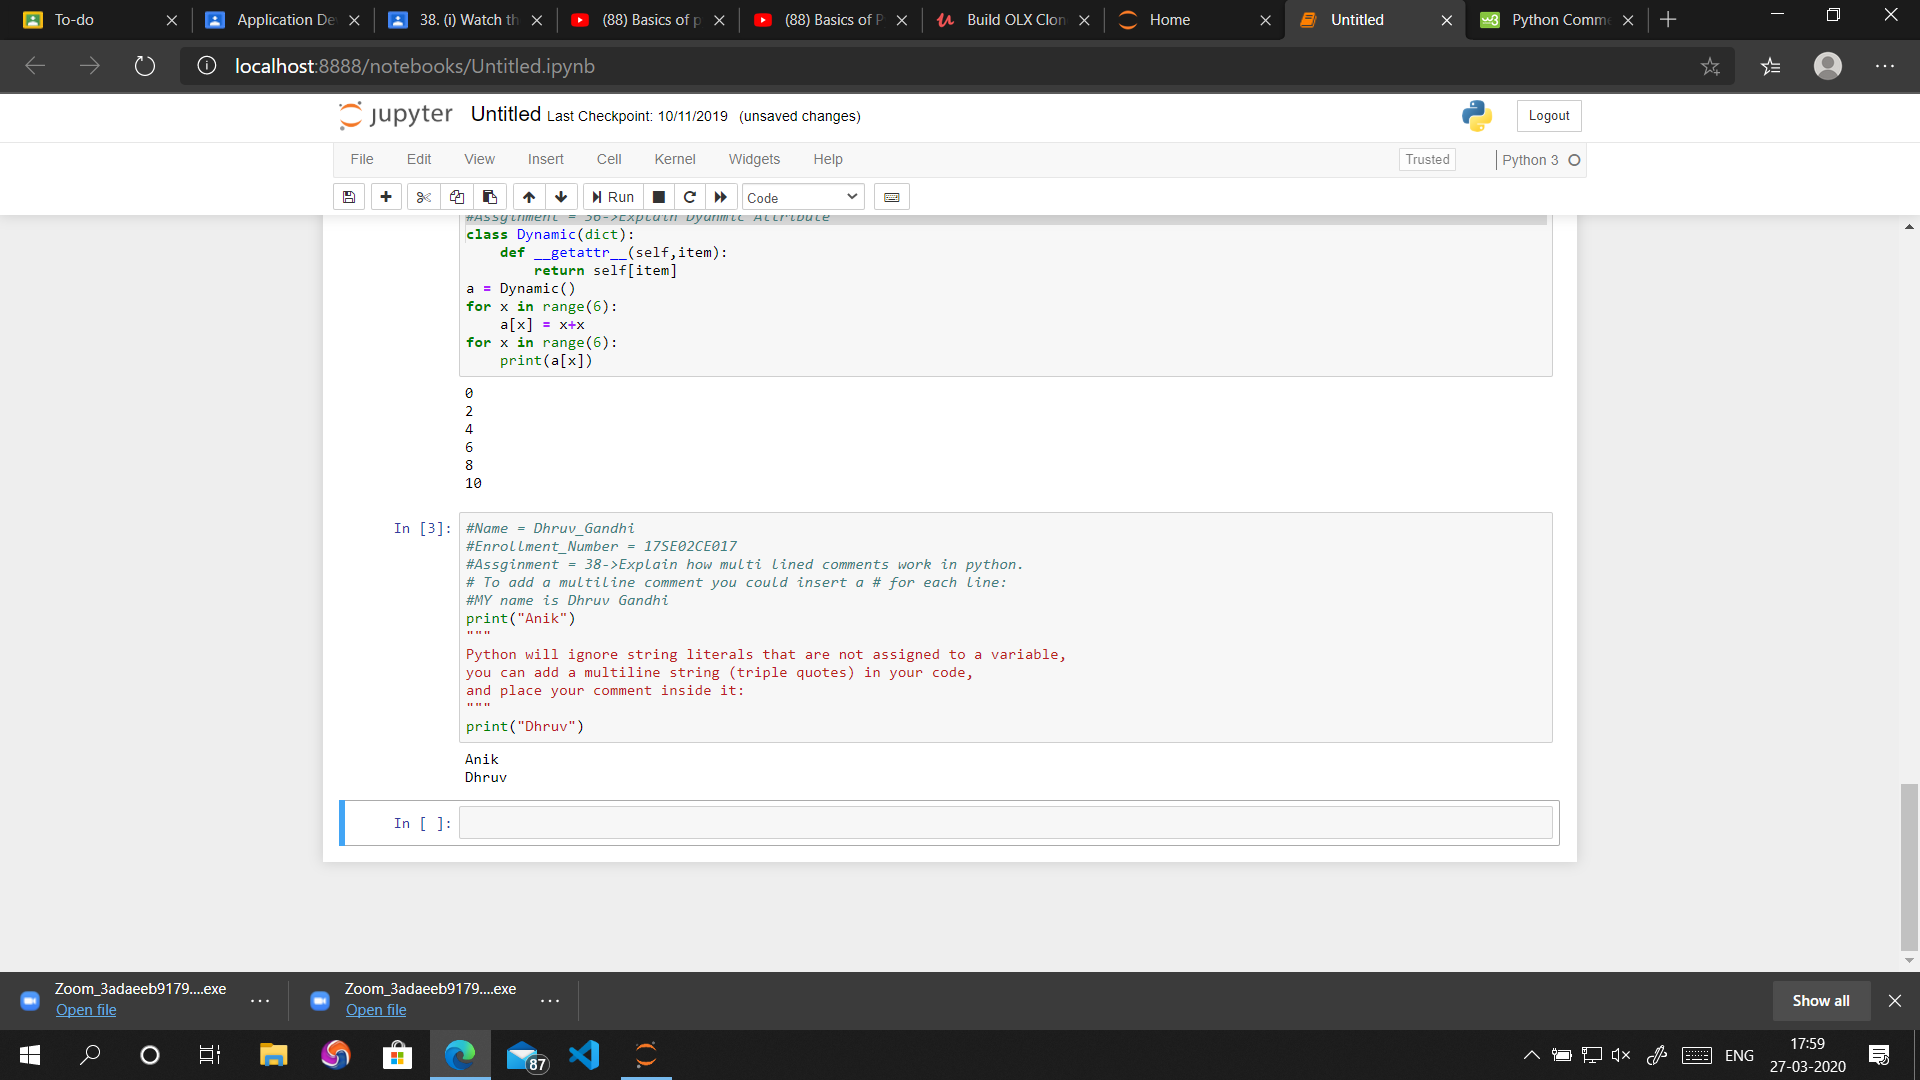 To-do
Application De
38. (i) Watch th
(88) Basics of p
(88) Basics of P
Build OLX Clon
Home
Untitled
Python Comme
localhost:8888/notebooks/Untitled.ipynb
jupyter Untitled Last Checkpoint: 10/11/2019 (unsaved changes)
Logout
File Edit View Insert Cell Kernel Widgets Help
Trusted
Python 3
Run
Code
#Assginment = 36->Explain Dyanmic Attribute
class Dynamic(dict):
    def __getattr__(self,item):
        return self[item]
a = Dynamic()
for x in range(6):
    a[x] = x+x
for x in range(6):
    print(a[x])
0
2
4
6
8
10
In [3]:
#Name = Dhruv_Gandhi
#Enrollment_Number = 17SE02CE017
#Assginment = 38->Explain how multi lined comments work in python.
# To add a multiline comment you could insert a # for each line:
#MY name is Dhruv Gandhi
print("Anik")
"""
Python will ignore string literals that are not assigned to a variable,
you can add a multiline string (triple quotes) in your code,
and place your comment inside it:
"""
print("Dhruv")
Anik
Dhruv
In [ ]:
Zoom_3adaeeb9179....exe
Open file
Zoom_3adaeeb9179....exe
Open file
Show all
87
ENG
17:59
27-03-2020